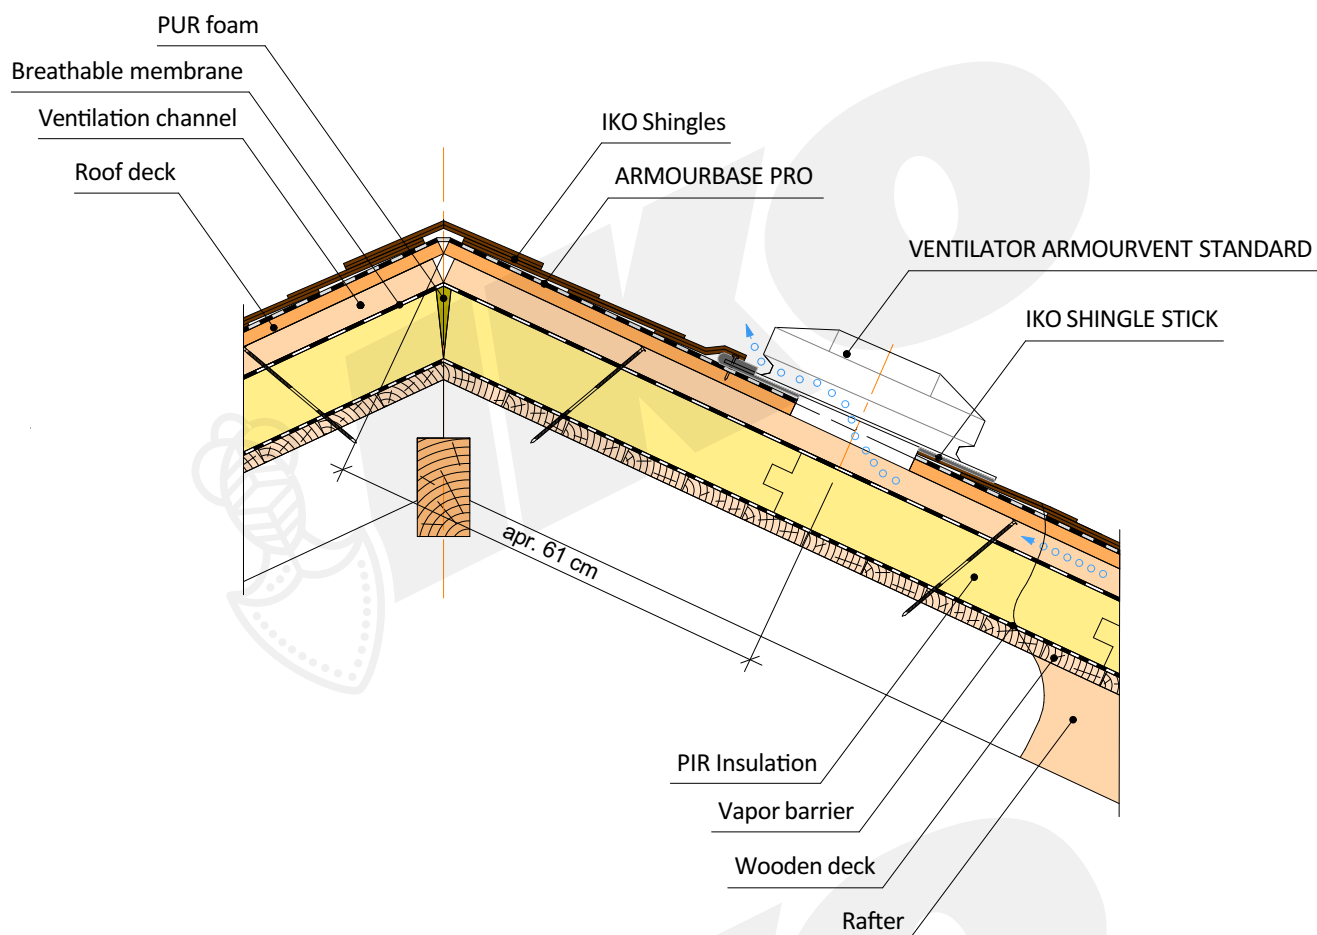 PUR foam
Breathable membrane
Ventilation channel
Roof deck
IKO Shingles
ARMOURBASE PRO
VENTILATOR ARMOURVENT STANDARD
IKO SHINGLE STICK
apr. 61 cm
PIR Insulation
Vapor barrier
Wooden deck
Rafter
IKO